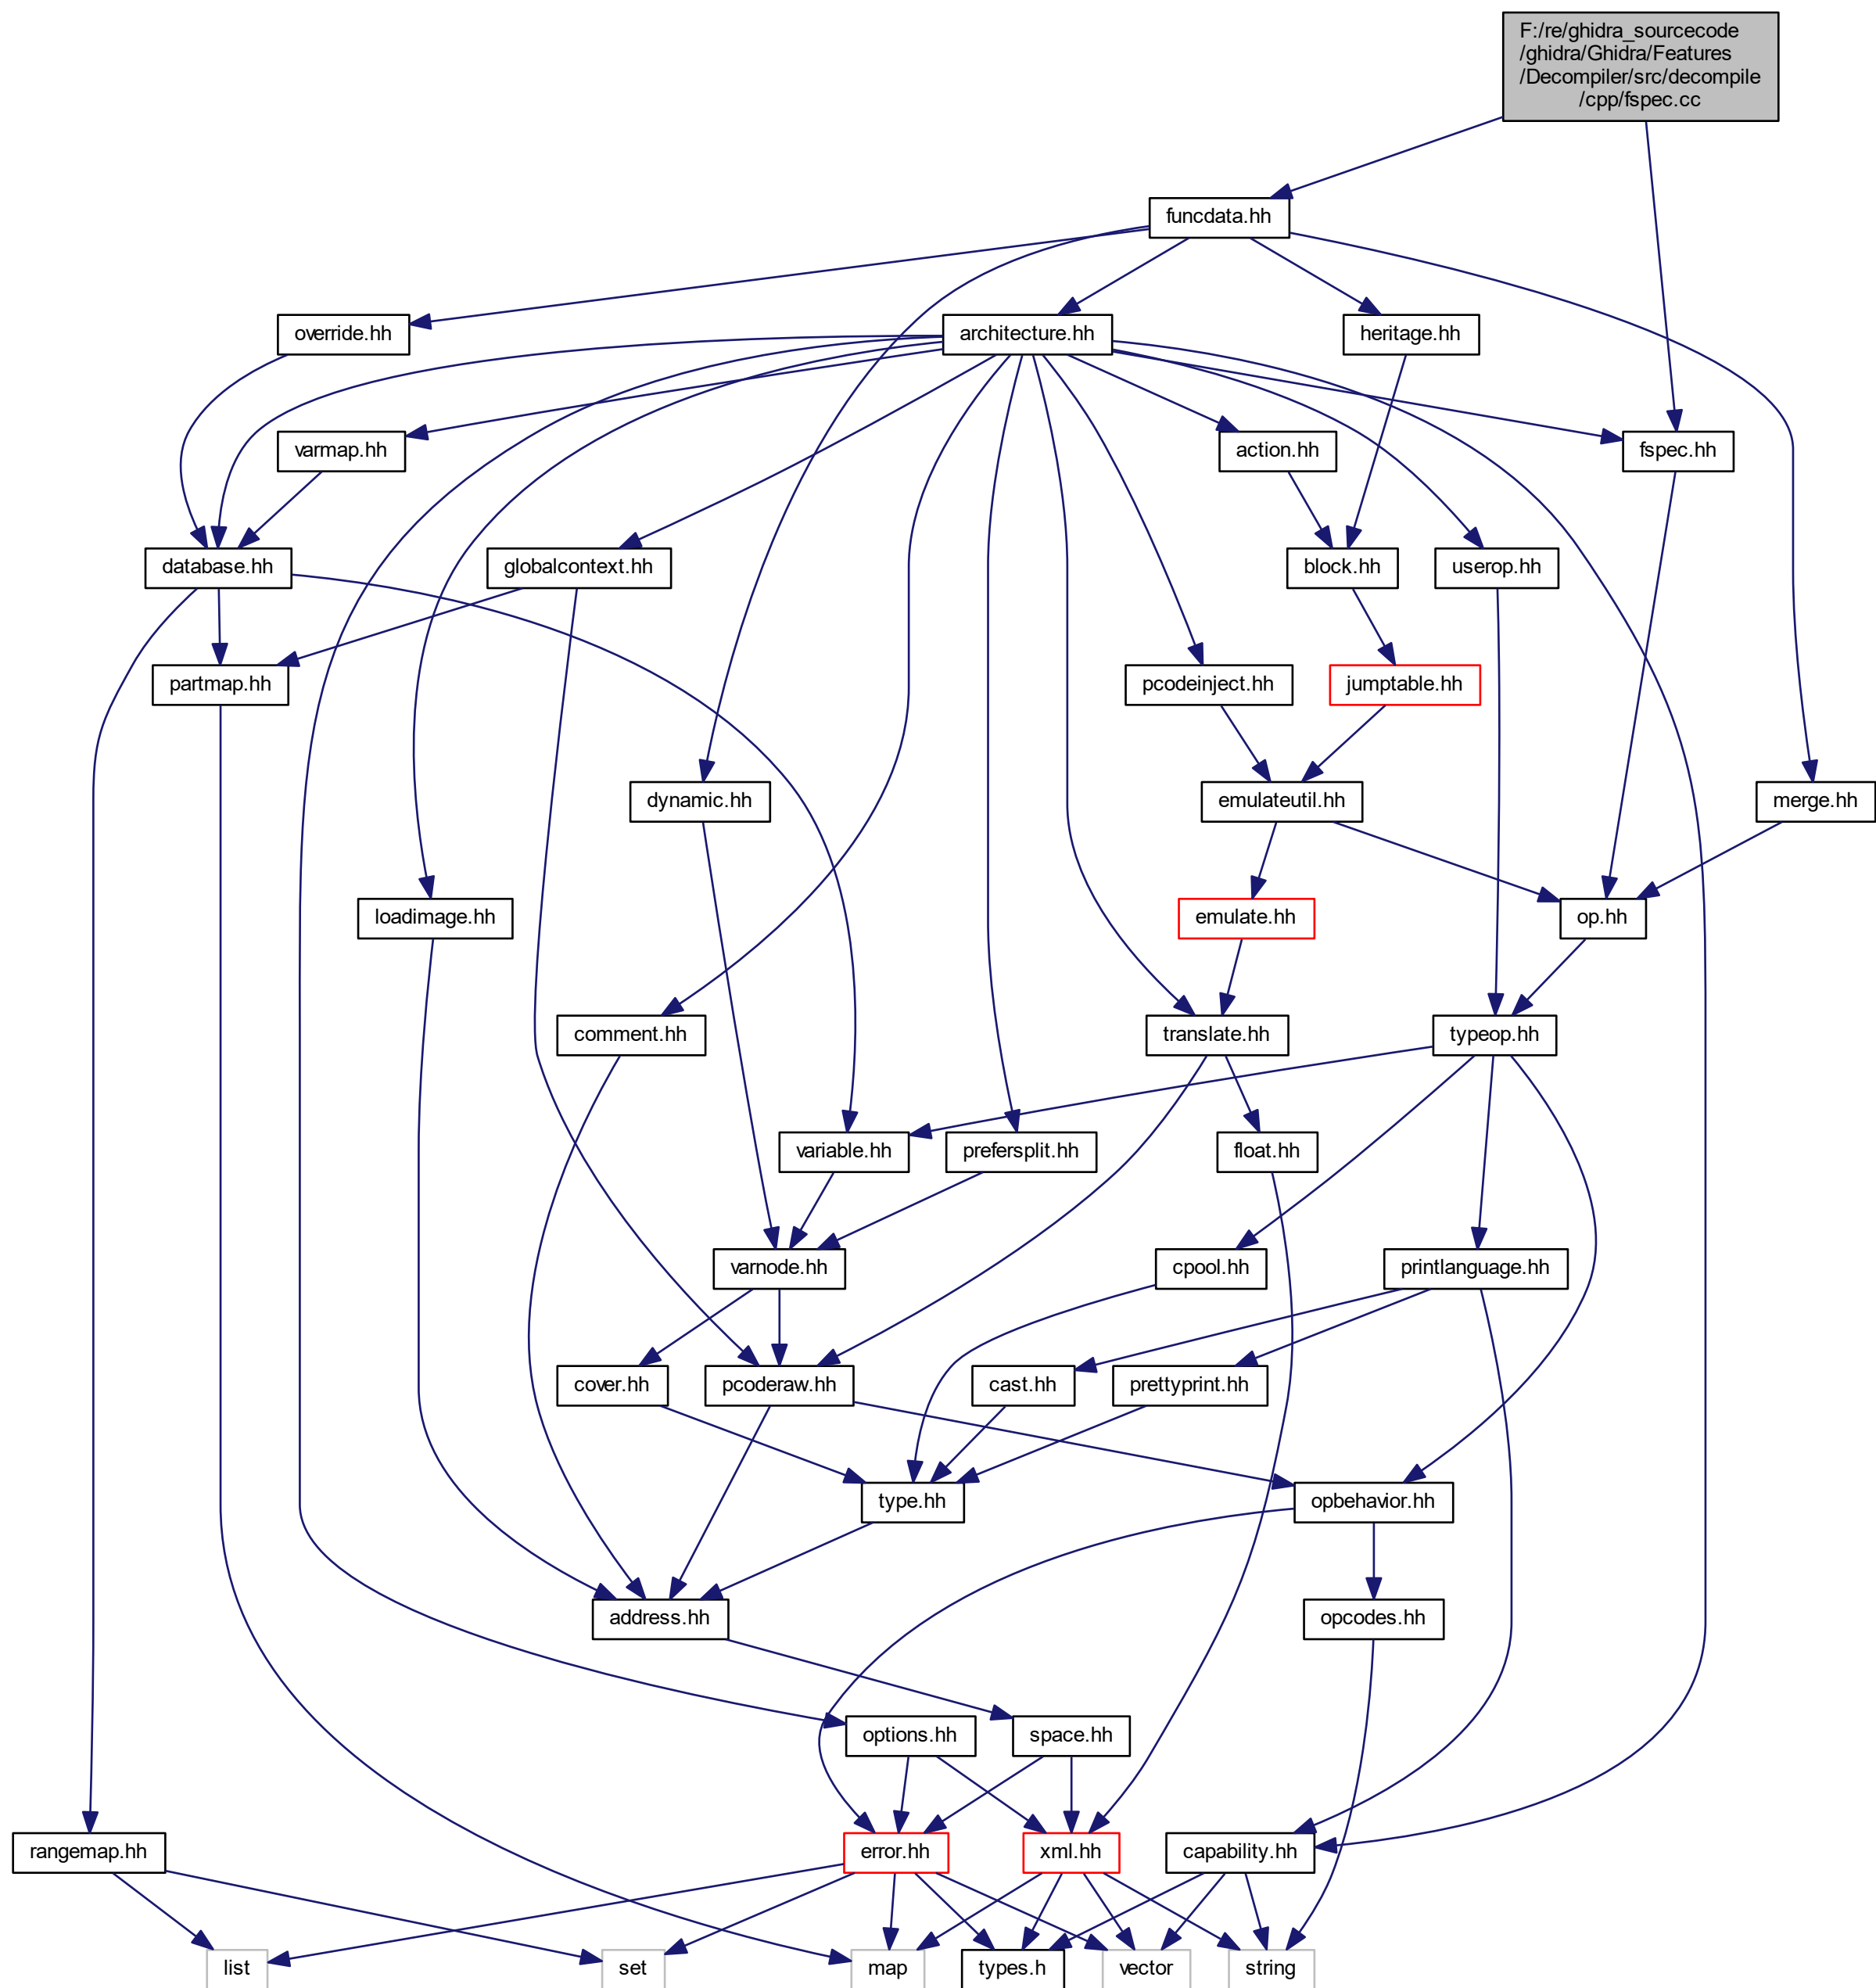 F:/re/ghidra_sourcecode
/ghidra/Ghidra/Features
/Decompiler/src/decompile
/cpp/fspec.cc
funcdata.hh
override.hh
architecture.hh
heritage.hh
varmap.hh
action.hh
fspec.hh
database.hh
globalcontext.hh
block.hh
userop.hh
partmap.hh
pcodeinject.hh
jumptable.hh
dynamic.hh
emulateutil.hh
merge.hh
loadimage.hh
emulate.hh
op.hh
comment.hh
translate.hh
typeop.hh
variable.hh
prefersplit.hh
float.hh
varnode.hh
cpool.hh
printlanguage.hh
cover.hh
pcoderaw.hh
cast.hh
prettyprint.hh
type.hh
opbehavior.hh
address.hh
opcodes.hh
options.hh
space.hh
rangemap.hh
error.hh
xml.hh
capability.hh
list
set
map
types.h
vector
string